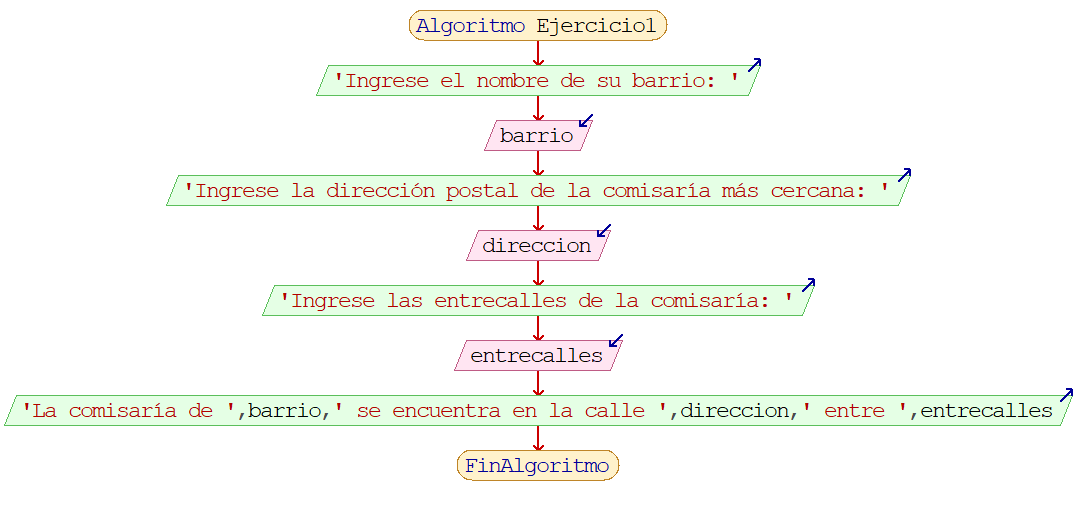 Algoritmo Ejercicio1
'Ingrese el nombre de su barrio: '
barrio
'Ingrese la dirección postal de la comisaría más cercana: '
direccion
'Ingrese las entrecalles de la comisaría: '
entrecalles
'La comisaría de ',barrio,' se encuentra en la calle ',direccion,' entre ',entrecalles
FinAlgoritmo